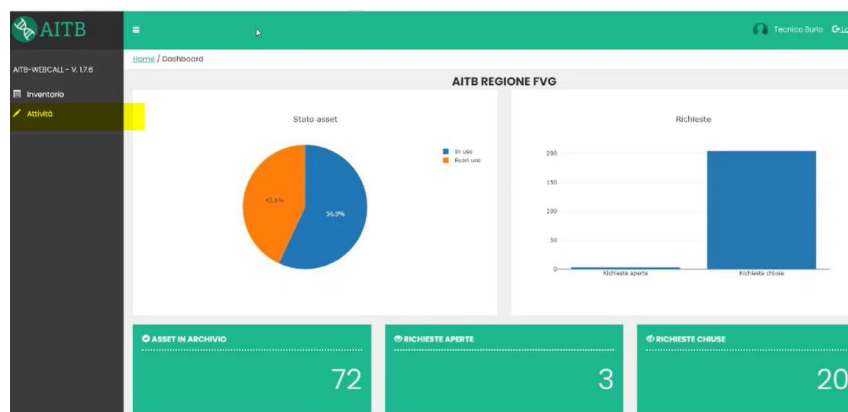 AITB
Tecnico Burlo
Home / Dashboard
AITB-WEBCALL - V. 1.7.6
Inventario
Attività
AITB REGIONE FVG
Stato asset
In uso
Fuori uso
43.1%
56.9%
Richieste
200
150
100
50
0
Richieste aperte
Richieste chiuse
ASSET IN ARCHIVIO
72
RICHIESTE APERTE
3
RICHIESTE CHIUSE
20